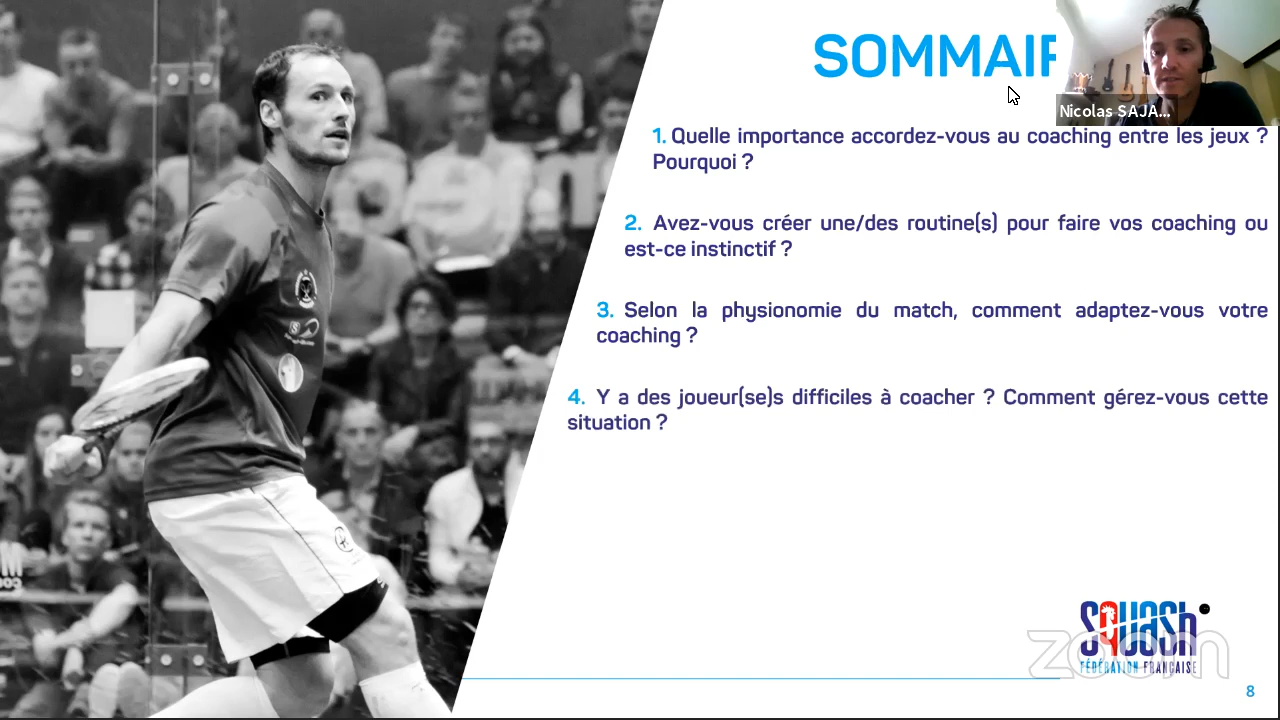 SOMMAIR
Nicolas SAJA...
1. Quelle importance accordez-vous au coaching entre les jeux ?
Pourquoi ?
2. Avez-vous créer une/des routine(s) pour faire vos coaching ou
est-ce instinctif ?
3. Selon la physionomie du match, comment adaptez-vous votre
coaching ?
4. Y a des joueur(se)s difficiles à coacher ? Comment gérez-vous cette
situation ?
SQUASH
FÉDÉRATION FRANÇAISE
zoom
8